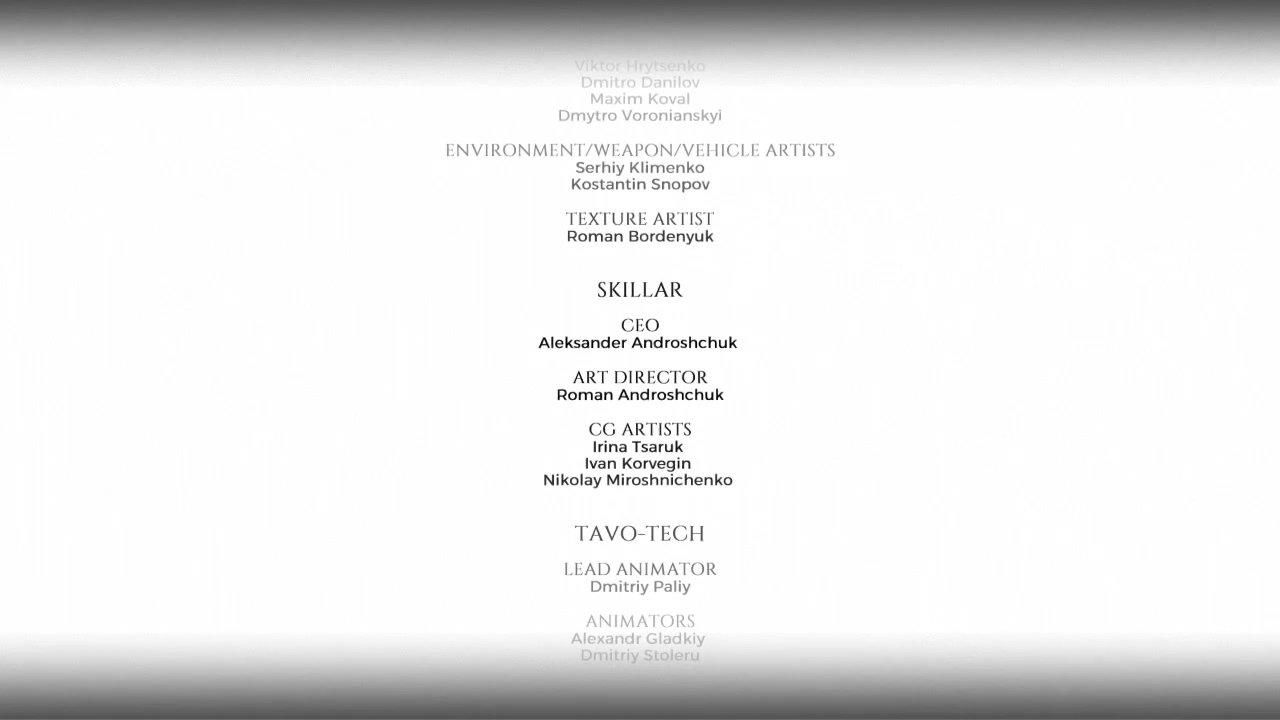 Viktor Hrytsenko
Dmitro Danilov
Maxim Koval
Dmytro Voronianskyi
ENVIRONMENT/WEAPON/VEHICLE ARTISTS
Serhiy Klimenko
Kostantin Snopov
TEXTURE ARTIST
Roman Bordenyuk
SKILLAR
CEO
Aleksander Androshchuk
ART DIRECTOR
Roman Androshchuk
CG ARTISTS
Irina Tsaruk
Ivan Korvegin
Nikolay Miroshnichenko
TAVO-TECH
LEAD ANIMATOR
Dmitriy Paliy
ANIMATORS
Alexandr Gladkiy
Dmitriy Stoleru